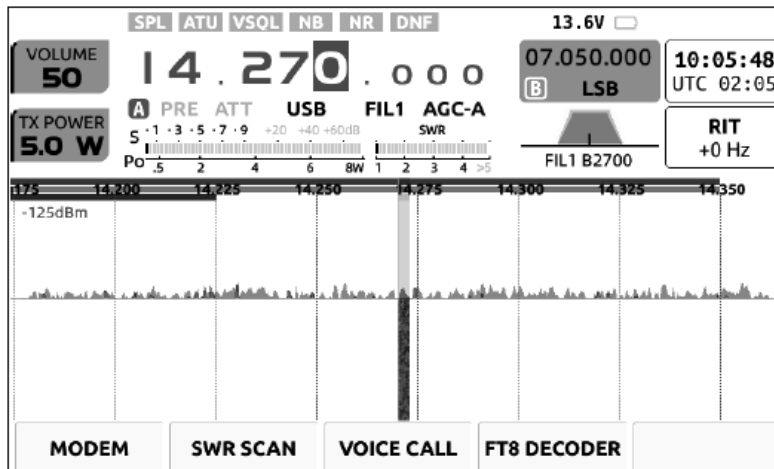 SPL ATU VSQL NB NR DNF 13.6V
VOLUME
50
14.270.000
07.050.000
B LSB
10:05:48
UTC 02:05
A PRE ATT USB FIL1 AGC-A
TX POWER
5.0 W
S ·1 ·3 ·5 ·7 ·9 +20 +40 +60dB SWR
Po .5 2 4 6 8W 1 2 3 4 >5
FIL1 B2700
RIT
+0 Hz
175 14.200 14.225 14.250 14.275 14.300 14.325 14.350
-125dBm
MODEM SWR SCAN VOICE CALL FT8 DECODER